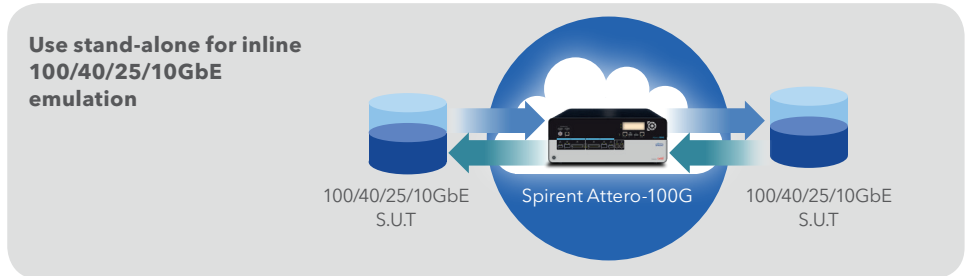 Use stand-alone for inline
100/40/25/10GbE
emulation
100/40/25/10GbE
S.U.T
Spirent Attero-100G
100/40/25/10GbE
S.U.T